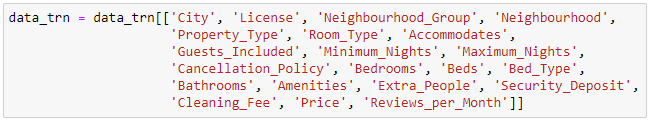 data_trn = data_trn[['City', 'License', 'Neighbourhood_Group', 'Neighbourhood',
'Property_Type', 'Room_Type', 'Accommodates',
'Guests_Included', 'Minimum_Nights', 'Maximum_Nights',
'Cancellation_Policy', 'Bedrooms', 'Beds', 'Bed_Type',
'Bathrooms', 'Amenities', 'Extra_People', 'Security_Deposit',
'Cleaning_Fee', 'Price', 'Reviews_per_Month']]